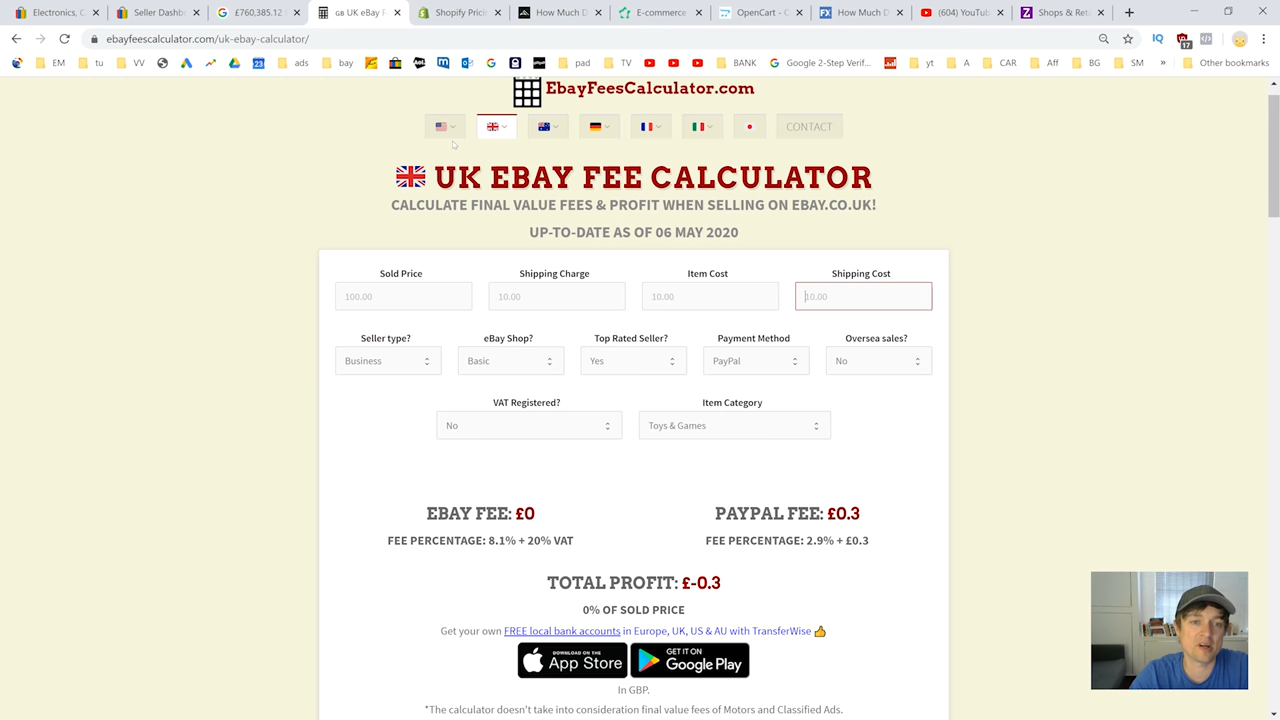 Electronics, C
Seller Dashb
£760,385.12
GB UK eBay F
Shopify Prici
How Much D
E-commerce
OpenCart - C
How Much D
(604) YouTub
Shops & Ret
ebayfeescalculator.com/uk-ebay-calculator/
IQ
17
EM
tu
VV
23
ads
bay
pad
TV
BANK
Google 2-Step Verif...
yt
A
CAR
Aff
BG
SM
»
Other bookmarks
EbayFeesCalculator.com
CONTACT
UK EBAY FEE CALCULATOR
CALCULATE FINAL VALUE FEES & PROFIT WHEN SELLING ON EBAY.CO.UK!
UP-TO-DATE AS OF 06 MAY 2020
Sold Price Shipping Charge Item Cost Shipping Cost
100.00 10.00 10.00 10.00
Seller type? eBay Shop? Top Rated Seller? Payment Method Oversea sales?
Business Basic Yes PayPal No
VAT Registered? Item Category
No Toys & Games
EBAY FEE: £0 PAYPAL FEE: £0.3
FEE PERCENTAGE: 8.1% + 20% VAT FEE PERCENTAGE: 2.9% + £0.3
TOTAL PROFIT: £-0.3
0% OF SOLD PRICE
Get your own FREE local bank accounts in Europe, UK, US & AU with TransferWise
Download on the App Store GET IT ON Google Play
In GBP.
*The calculator doesn't take into consideration final value fees of Motors and Classified Ads.